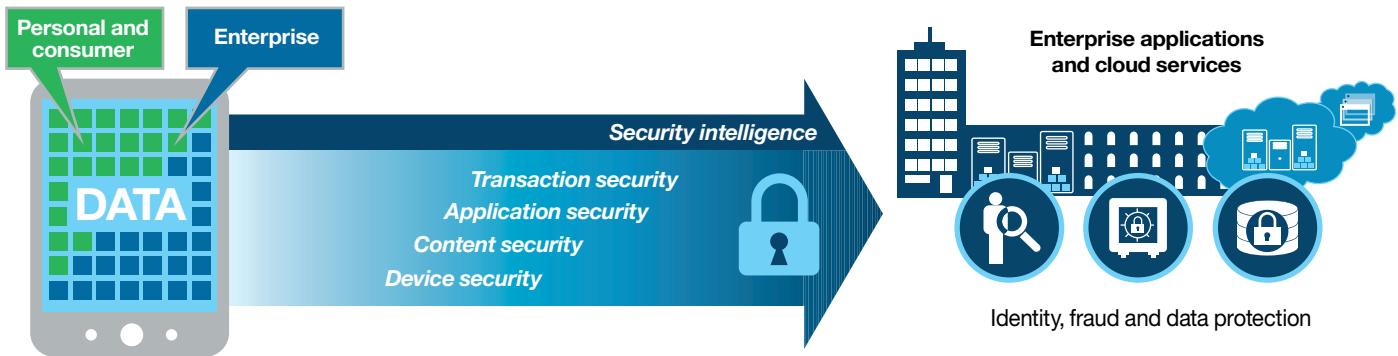 Personal and
consumer
Enterprise
DATA
Security intelligence
Transaction security
Application security
Content security
Device security
Enterprise applications
and cloud services
Identity, fraud and data protection